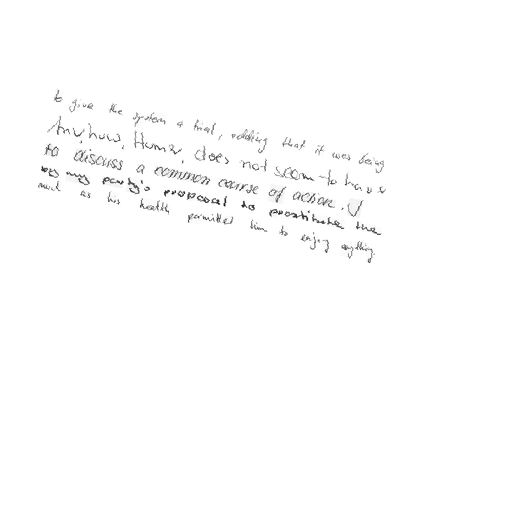 to give the system a trial, adding that it was being
Anyhow, Hume, does not seem to have
to discuss a common course of action. I
by my party's proposal to prostitute the
much as his health permitted him to enjoy anything.